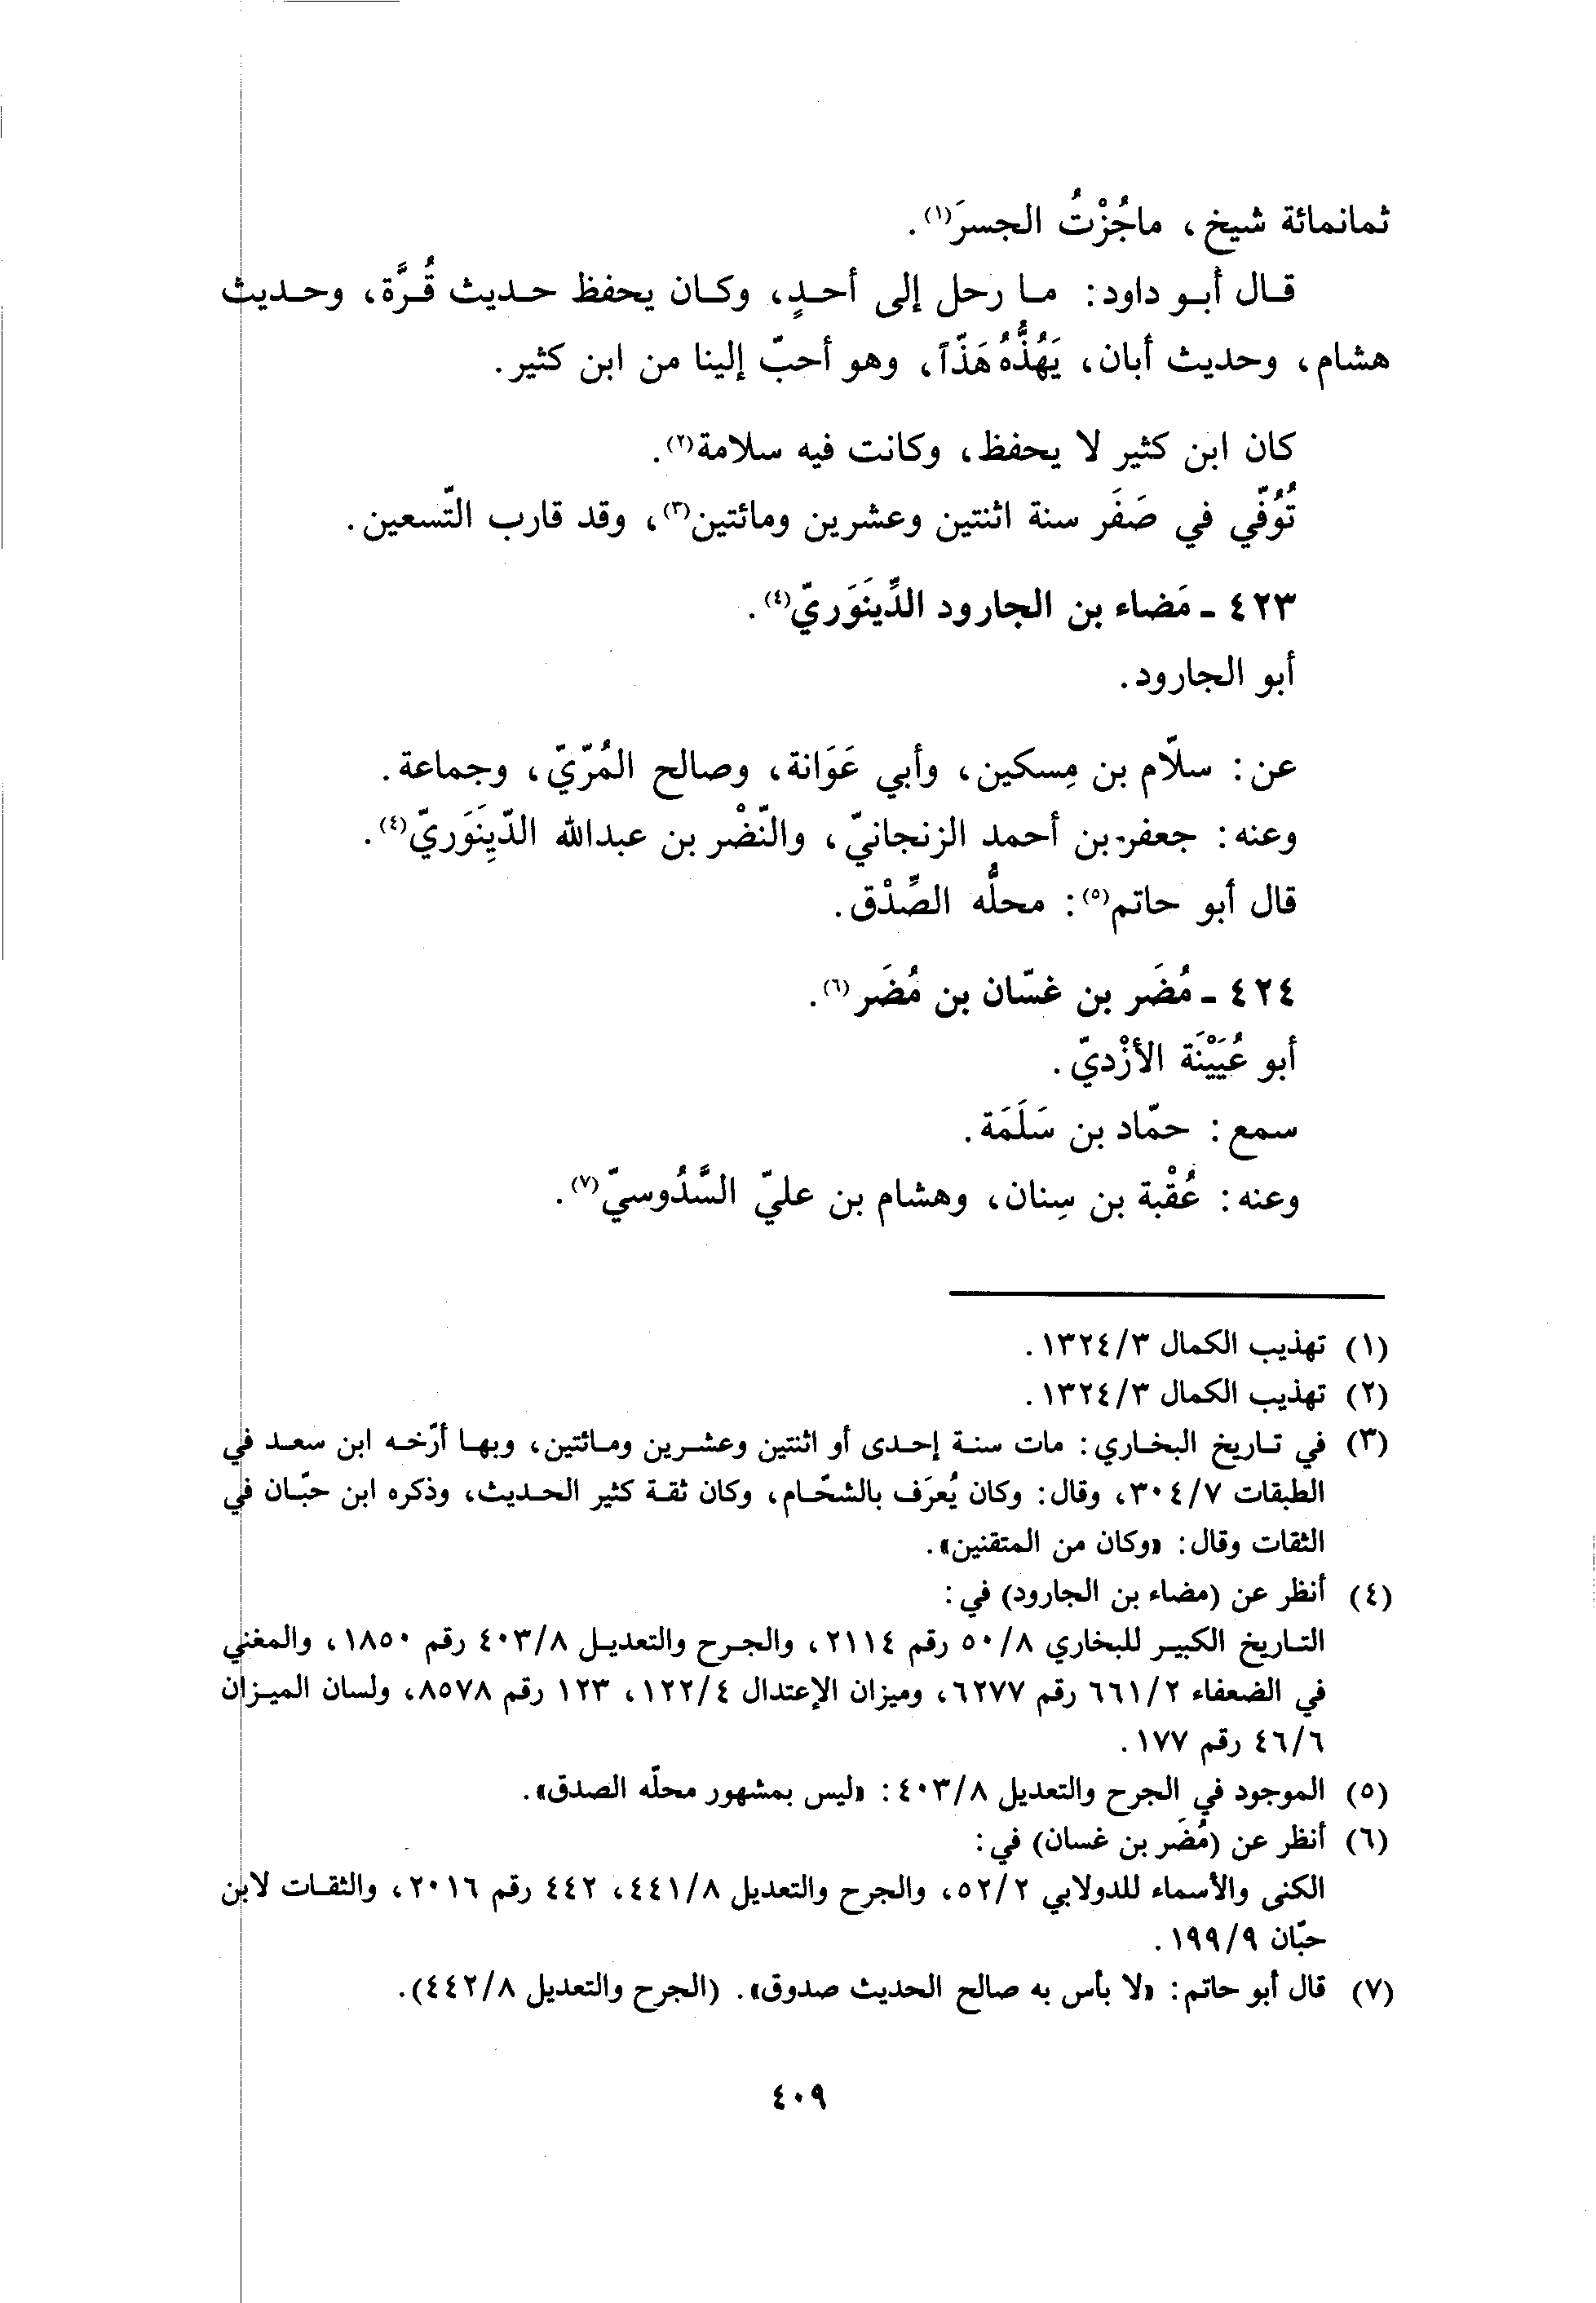 ثمانمائة شيخ، ماجُزْتُ الجسرَ(١).
قال أبو داود: ما رحل إلى أحدٍ، وكان يحفظ حديث قُرَّة، وحديث
هشام، وحديث أبان، يَهُذُّهُ هَذّاً، وهو أحبّ إلينا من ابن كثير.
كان ابن كثير لا يحفظ، وكانت فيه سلامة(٢).
تُوُفّي في صَفَر سنة اثنتين وعشرين ومائتين(٣)، وقد قارب التّسعين.
٤٢٣ - مَضاء بن الجارود الدِّينَوَريّ(٤).
أبو الجارود.
عن: سلاّم بن مِسكين، وأبي عَوَانة، وصالح المُرّيّ، وجماعة.
وعنه: جعفر بن أحمد الزنجانيّ، والنّضْر بن عبدالله الدّيِنَوَريّ(٤).
قال أبو حاتم(٥): محلُّه الصِّدْق.
٤٢٤ - مُضَر بن غسّان بن مُضَر(٦).
أبو عُيَيْنَة الأزْديّ.
سمع: حمّاد بن سَلَمَة.
وعنه: عُقْبة بن سِنان، وهشام بن عليّ السَّدُوسيّ(٧).
(١) تهذيب الكمال ١٣٢٤/٣.
(٢) تهذيب الكمال ١٣٢٤/٣.
(٣) في تاريخ البخاري: مات سنة إحدى أو اثنتين وعشرين ومائتين، وبها أرّخه ابن سعد في
الطبقات ٣٠٤/٧، وقال: وكان يُعرَف بالشحّام، وكان ثقة كثير الحديث، وذكره ابن حبّان في
الثقات وقال: «وكان من المتقنين».
(٤) أنظر عن (مضاء بن الجارود) في:
التاريخ الكبير للبخاري ٥٠/٨ رقم ٢١١٤، والجرح والتعديل ٤٠٣/٨ رقم ١٨٥٠، والمغني
في الضعفاء ٦٦١/٢ رقم ٦٢٧٧، وميزان الإعتدال ١٢٢/٤، ١٢٣ رقم ٨٥٧٨، ولسان الميزان
٤٦/٦ رقم ١٧٧.
(٥) الموجود في الجرح والتعديل ٤٠٣/٨: «ليس بمشهور محلّه الصدق».
(٦) أنظر عن (مُضَر بن غسان) في:
الكنى والأسماء للدولابي ٥٢/٢، والجرح والتعديل ٤٤١/٨، ٤٤٢ رقم ٢٠١٦، والثقات لابن
حبّان ١٩٩/٩.
(٧) قال أبو حاتم: «لا بأس به صالح الحديث صدوق». (الجرح والتعديل ٤٤٢/٨).
٤٠٩